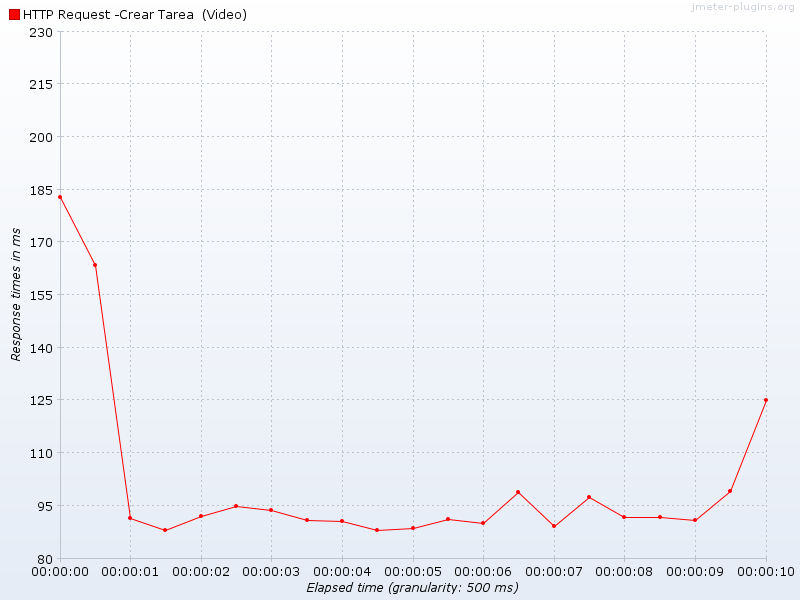 jmeter-plugins.org
HTTP Request -Crear Tarea  (Video)
230
215
200
185
170
155
140
125
110
95
80
Response times in ms
00:00:00 00:00:01 00:00:02 00:00:03 00:00:04 00:00:05 00:00:06 00:00:07 00:00:08 00:00:09 00:00:10
Elapsed time (granularity: 500 ms)